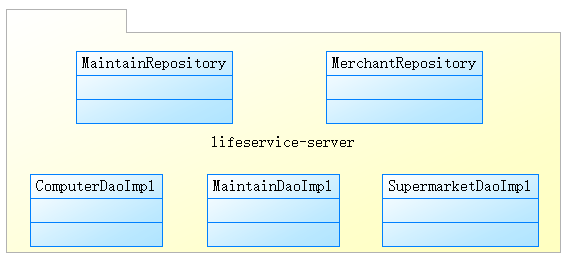 MaintainRepository
MerchantRepository
lifeservice-server
ComputerDaoImpl
MaintainDaoImpl
SupermarketDaoImpl